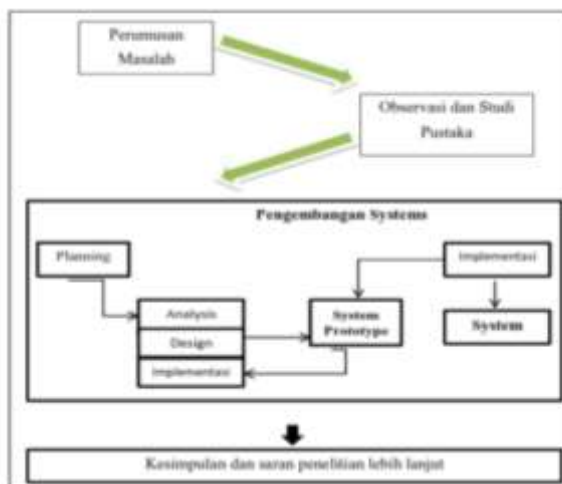 Perumusan
Masalah
Observasi dan Studi
Pustaka
Pengembangan Systems
Planning
Implementasi
Analysis
Design
Implementasi
System
Prototype
System
Kesimpulan dan saran penelitian lebih lanjut